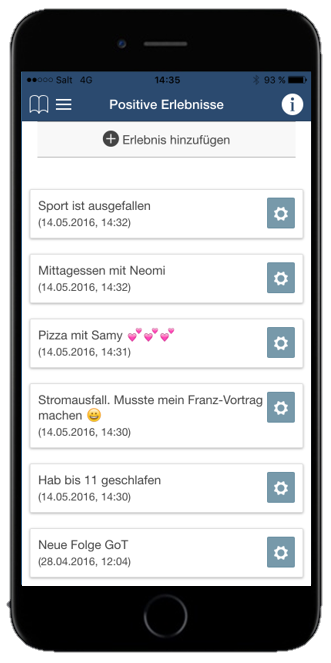 Salt 4G 14:35 93 %
Positive Erlebnisse
Erlebnis hinzufügen
Sport ist ausgefallen
(14.05.2016, 14:32)
Mittagessen mit Neomi
(14.05.2016, 14:32)
Pizza mit Samy 💕💕💕
(14.05.2016, 14:31)
Stromausfall. Musste mein Franz-Vortrag
machen 😀
(14.05.2016, 14:30)
Hab bis 11 geschlafen
(14.05.2016, 14:30)
Neue Folge GoT
(28.04.2016, 12:04)